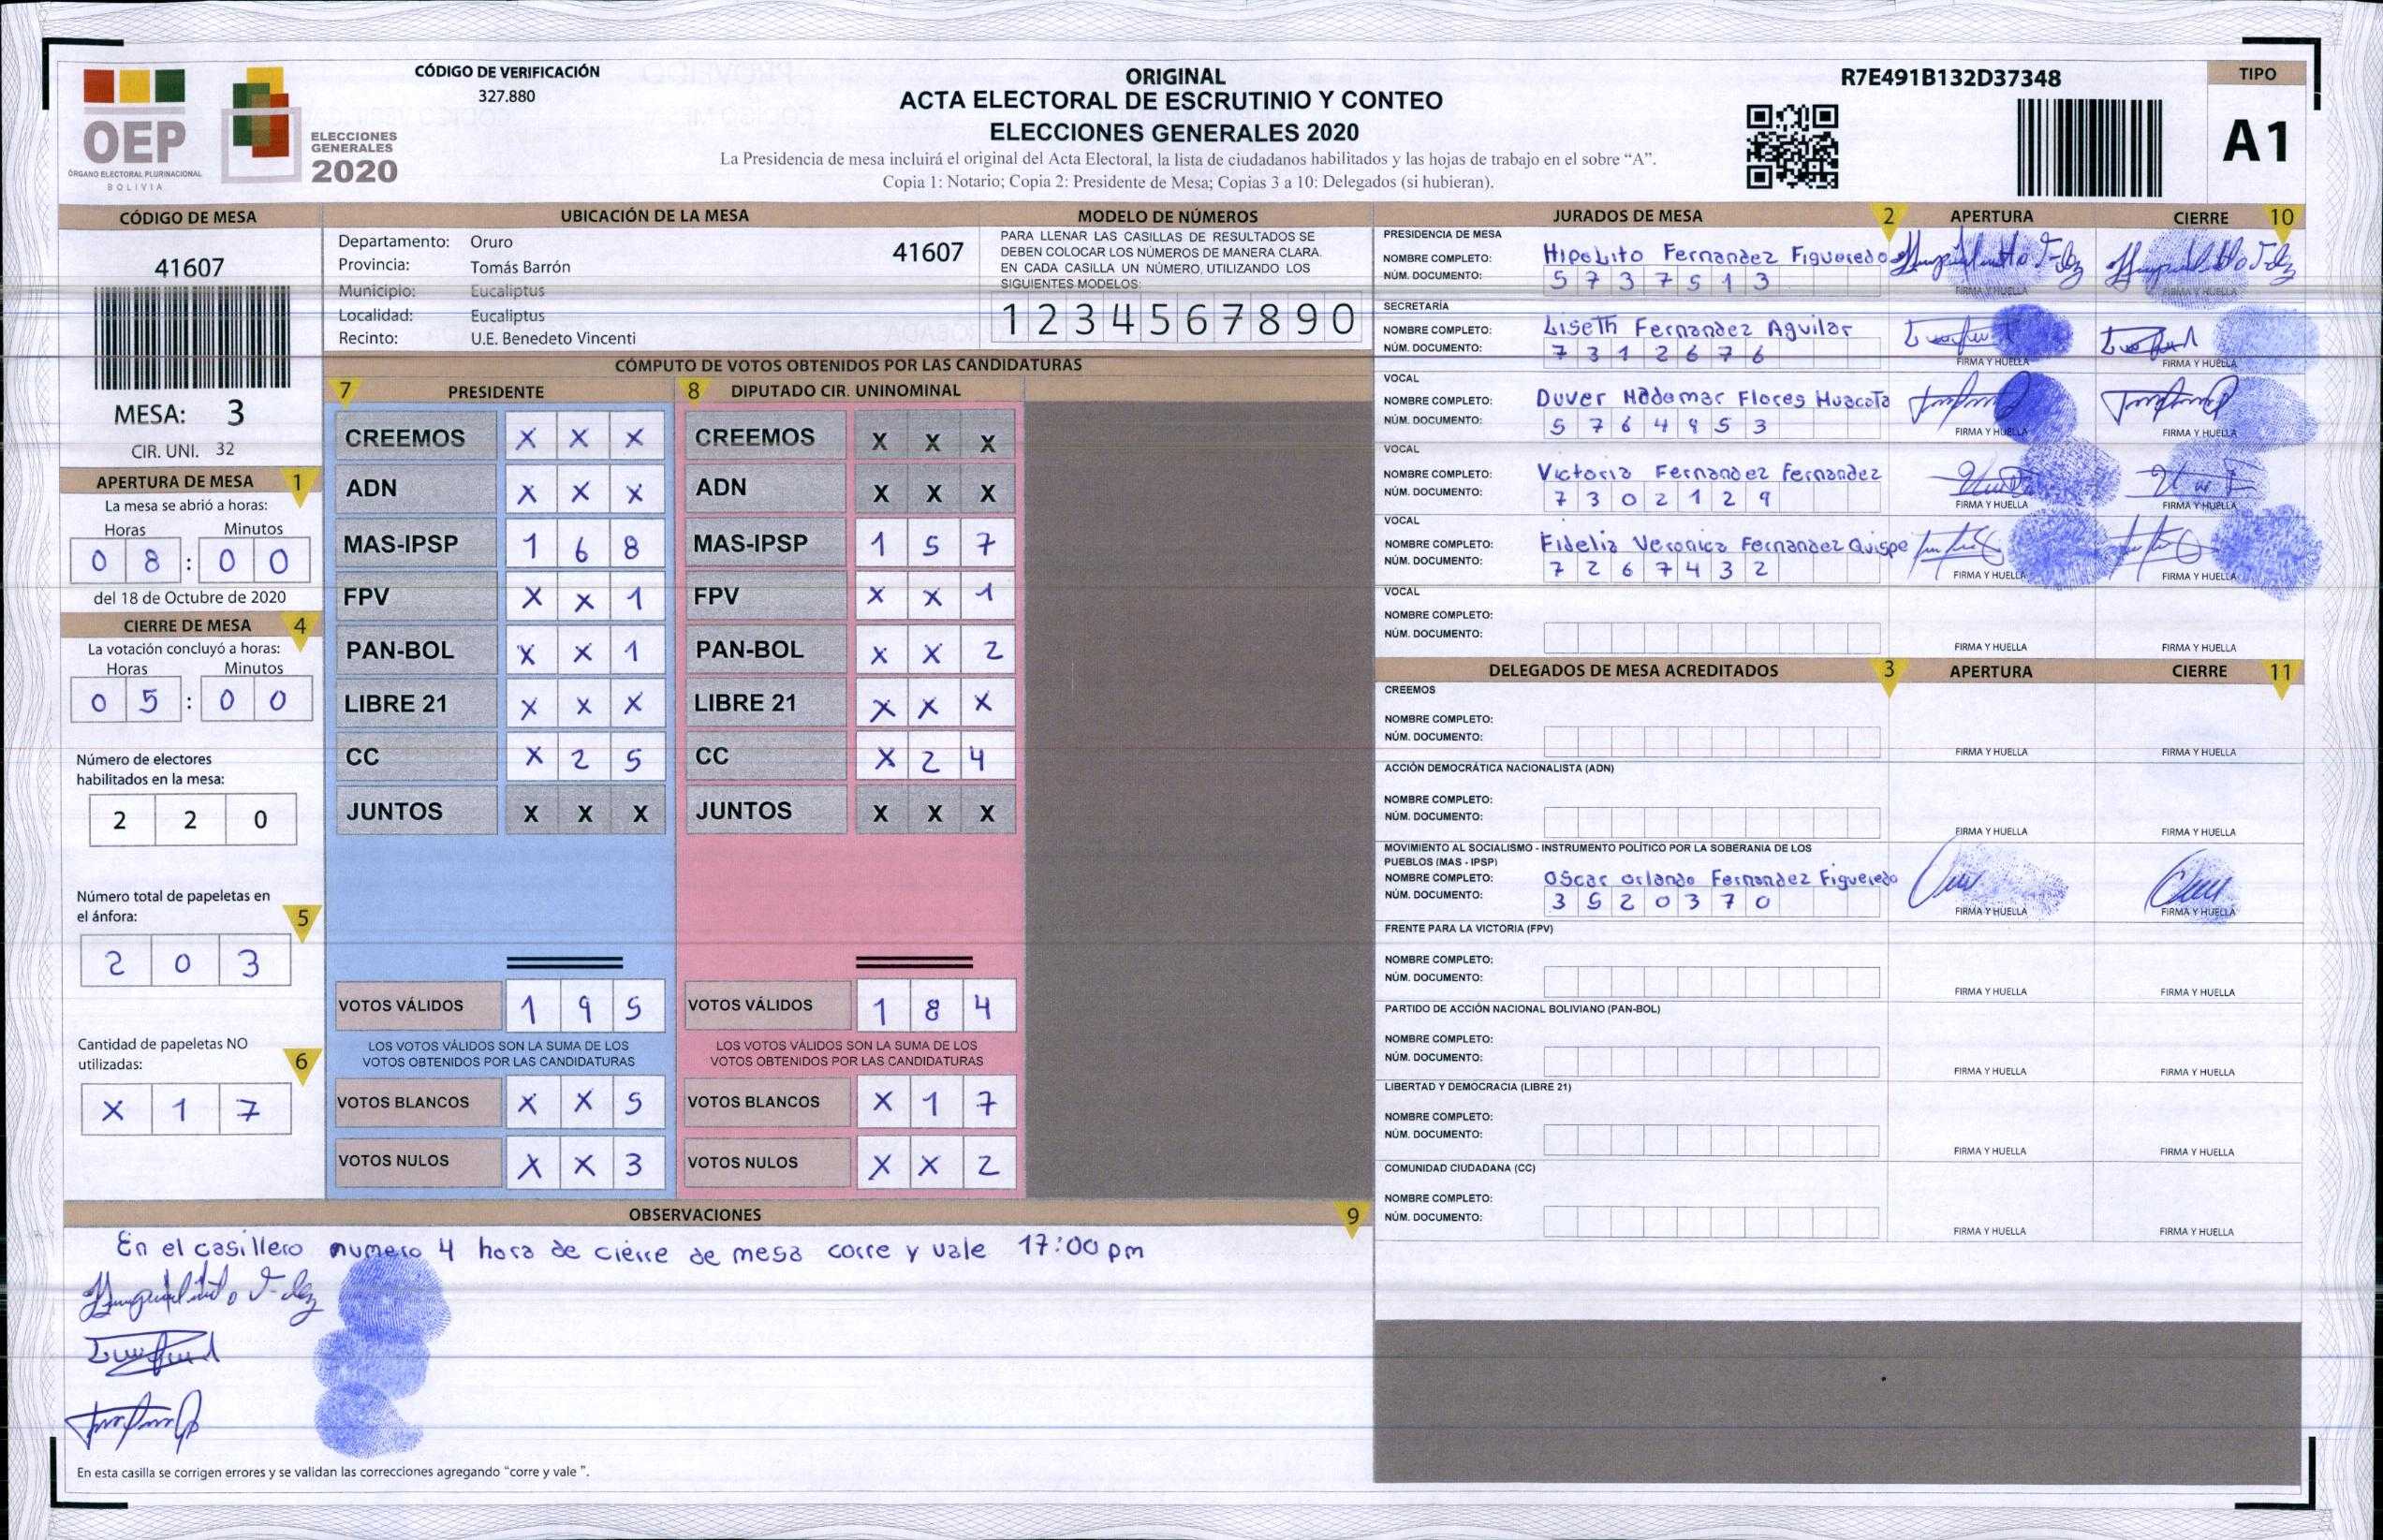 CÓDIGO DE VERIFICACIÓN
327.880
OEP
ÓRGANO ELECTORAL PLURINACIONAL
BOLIVIA
ELECCIONES
GENERALES
2020
ORIGINAL
ACTA ELECTORAL DE ESCRUTINIO Y CONTEO
ELECCIONES GENERALES 2020
La Presidencia de mesa incluirá el original del Acta Electoral, la lista de ciudadanos habilitados y las hojas de trabajo en el sobre "A".
Copia 1: Notario; Copia 2: Presidente de Mesa; Copias 3 a 10: Delegados (si hubieran).
R7E491B132D37348
TIPO
A1
CÓDIGO DE MESA
41607
MESA: 3
CIR. UNI. 32
APERTURA DE MESA 1
La mesa se abrió a horas:
Horas Minutos
0 8 : 0 0
del 18 de Octubre de 2020
CIERRE DE MESA 4
La votación concluyó a horas:
Horas Minutos
0 5 : 0 0
Número de electores
habilitados en la mesa:
2 2 0
Número total de papeletas en
el ánfora: 5
2 0 3
Cantidad de papeletas NO
utilizadas: 6
X 1 7
UBICACIÓN DE LA MESA
Departamento: Oruro 41607
Provincia: Tomás Barrón
Municipio: Eucaliptus
Localidad: Eucaliptus
Recinto: U.E. Benedeto Vincenti
MODELO DE NÚMEROS
PARA LLENAR LAS CASILLAS DE RESULTADOS SE
DEBEN COLOCAR LOS NÚMEROS DE MANERA CLARA.
EN CADA CASILLA UN NÚMERO, UTILIZANDO LOS
SIGUIENTES MODELOS:
1 2 3 4 5 6 7 8 9 0
CÓMPUTO DE VOTOS OBTENIDOS POR LAS CANDIDATURAS
7 PRESIDENTE
CREEMOS X X X
ADN X X X
MAS-IPSP 1 6 8
FPV X X 1
PAN-BOL X X 1
LIBRE 21 X X X
CC X 2 5
JUNTOS X X X
VOTOS VÁLIDOS 1 9 5
LOS VOTOS VÁLIDOS SON LA SUMA DE LOS
VOTOS OBTENIDOS POR LAS CANDIDATURAS
VOTOS BLANCOS X X 5
VOTOS NULOS X X 3
8 DIPUTADO CIR. UNINOMINAL
CREEMOS X X X
ADN X X X
MAS-IPSP 1 5 7
FPV X X 1
PAN-BOL X X 2
LIBRE 21 X X X
CC X 2 4
JUNTOS X X X
VOTOS VÁLIDOS 1 8 4
LOS VOTOS VÁLIDOS SON LA SUMA DE LOS
VOTOS OBTENIDOS POR LAS CANDIDATURAS
VOTOS BLANCOS X 1 7
VOTOS NULOS X X 2
OBSERVACIONES 9
En el casillero numero 4 hora de cierre de mesa corre y vale 17:00 pm
En esta casilla se corrigen errores y se validan las correcciones agregando "corre y vale ".
JURADOS DE MESA 2 APERTURA CIERRE 10
PRESIDENCIA DE MESA
NOMBRE COMPLETO: HipoLito Fernandez Figueredo
NÚM. DOCUMENTO: 5 7 3 7 5 1 3
FIRMA Y HUELLA FIRMA Y HUELLA
SECRETARÍA
NOMBRE COMPLETO: Liseth Fernandez Aguilar
NÚM. DOCUMENTO: 7 3 1 2 6 7 6
FIRMA Y HUELLA FIRMA Y HUELLA
VOCAL
NOMBRE COMPLETO: Duver Flores Huacota
NÚM. DOCUMENTO: 5 7 6 4 9 5 3
FIRMA Y HUELLA FIRMA Y HUELLA
VOCAL
NOMBRE COMPLETO: Victoria Fernandez Fernandez
NÚM. DOCUMENTO: 7 3 0 2 1 2 9
FIRMA Y HUELLA FIRMA Y HUELLA
VOCAL
NOMBRE COMPLETO: Fidelia Veronica Fernandez Quispe
NÚM. DOCUMENTO: 7 2 6 7 4 3 2
FIRMA Y HUELLA FIRMA Y HUELLA
VOCAL
NOMBRE COMPLETO:
NÚM. DOCUMENTO:
FIRMA Y HUELLA FIRMA Y HUELLA
DELEGADOS DE MESA ACREDITADOS 3 APERTURA CIERRE 11
CREEMOS
NOMBRE COMPLETO:
NÚM. DOCUMENTO:
FIRMA Y HUELLA FIRMA Y HUELLA
ACCIÓN DEMOCRÁTICA NACIONALISTA (ADN)
NOMBRE COMPLETO:
NÚM. DOCUMENTO:
FIRMA Y HUELLA FIRMA Y HUELLA
MOVIMIENTO AL SOCIALISMO - INSTRUMENTO POLÍTICO POR LA SOBERANIA DE LOS
PUEBLOS (MAS - IPSP)
NOMBRE COMPLETO: Oscar Orlando Fernandez Figueredo
NÚM. DOCUMENTO: 3 5 2 0 3 7 0
FIRMA Y HUELLA FIRMA Y HUELLA
FRENTE PARA LA VICTORIA (FPV)
NOMBRE COMPLETO:
NÚM. DOCUMENTO:
FIRMA Y HUELLA FIRMA Y HUELLA
PARTIDO DE ACCIÓN NACIONAL BOLIVIANO (PAN-BOL)
NOMBRE COMPLETO:
NÚM. DOCUMENTO:
FIRMA Y HUELLA FIRMA Y HUELLA
LIBERTAD Y DEMOCRACIA (LIBRE 21)
NOMBRE COMPLETO:
NÚM. DOCUMENTO:
FIRMA Y HUELLA FIRMA Y HUELLA
COMUNIDAD CIUDADANA (CC)
NOMBRE COMPLETO:
NÚM. DOCUMENTO:
FIRMA Y HUELLA FIRMA Y HUELLA